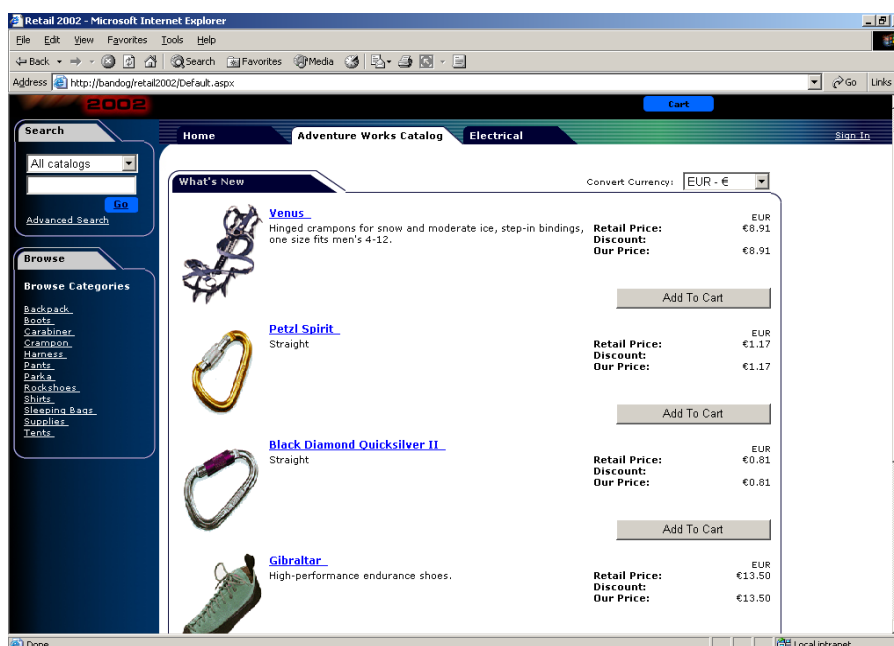 Retail 2002 - Microsoft Internet Explorer
File Edit View Favorites Tools Help
Back Search Favorites Media
Address http://bandog/retail2002/Default.aspx Go Links
2002 Cart
Search
Home Adventure Works Catalog Electrical Sign In
All catalogs
Go
Advanced Search
What's New Convert Currency: EUR - €
Venus EUR
Hinged crampons for snow and moderate ice, step-in bindings, Retail Price: €8.91
one size fits men's 4-12. Discount:
Our Price: €8.91
Add To Cart
Browse
Browse Categories
Backpack
Boots
Carabiner
Crampon
Harness
Pants
Parka
Rockshoes
Shirts
Sleeping Bags
Supplies
Tents
Petzl Spirit EUR
Straight Retail Price: €1.17
Discount:
Our Price: €1.17
Add To Cart
Black Diamond Quicksilver II EUR
Straight Retail Price: €0.81
Discount:
Our Price: €0.81
Add To Cart
Gibraltar EUR
High-performance endurance shoes. Retail Price: €13.50
Discount:
Our Price: €13.50
Done Local intranet